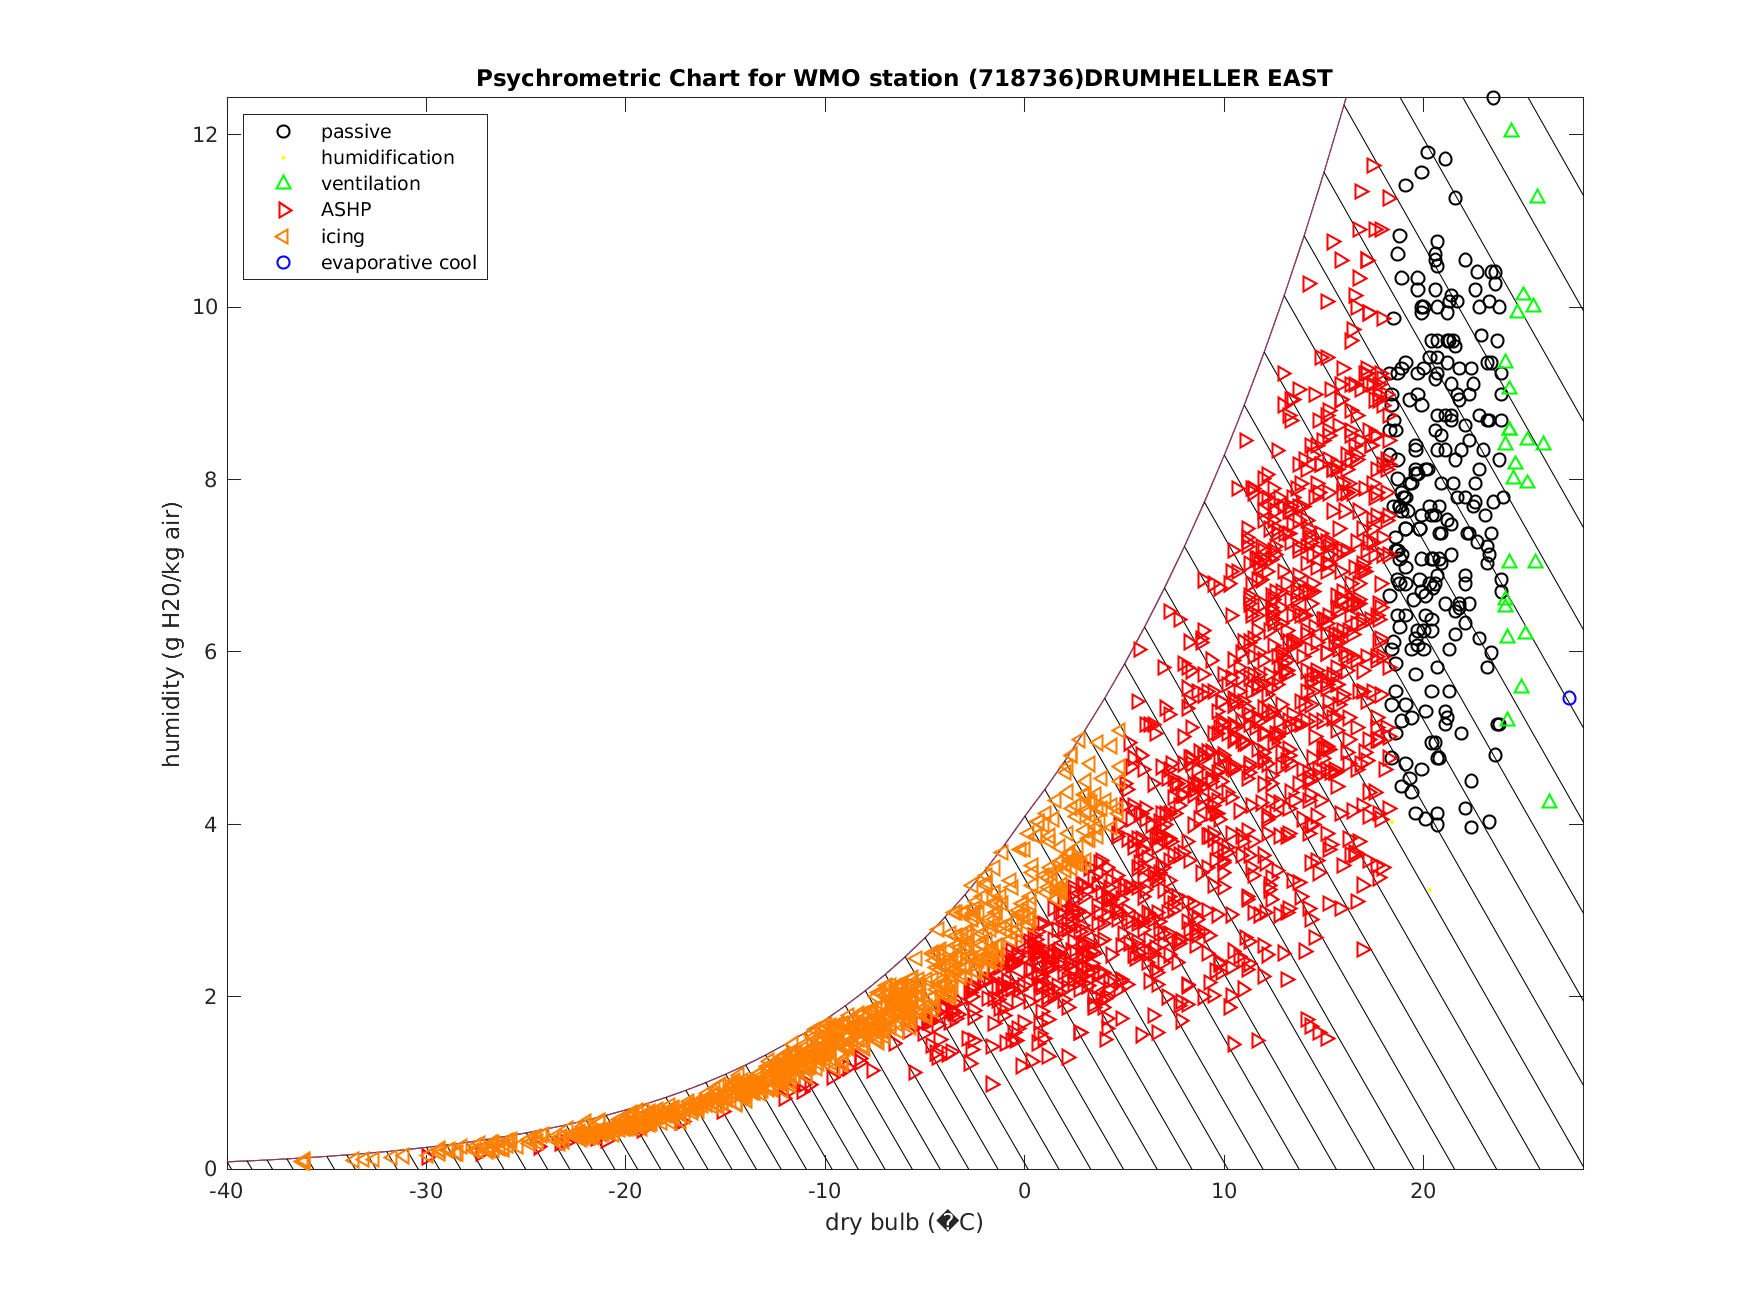 Psychrometric Chart for WMO station (718736)DRUMHELLER EAST
passive
humidification
ventilation
ASHP
icing
evaporative cool
humidity (g H20/kg air)
12
10
8
6
4
2
0
-40 -30 -20 -10 0 10 20
dry bulb (�C)